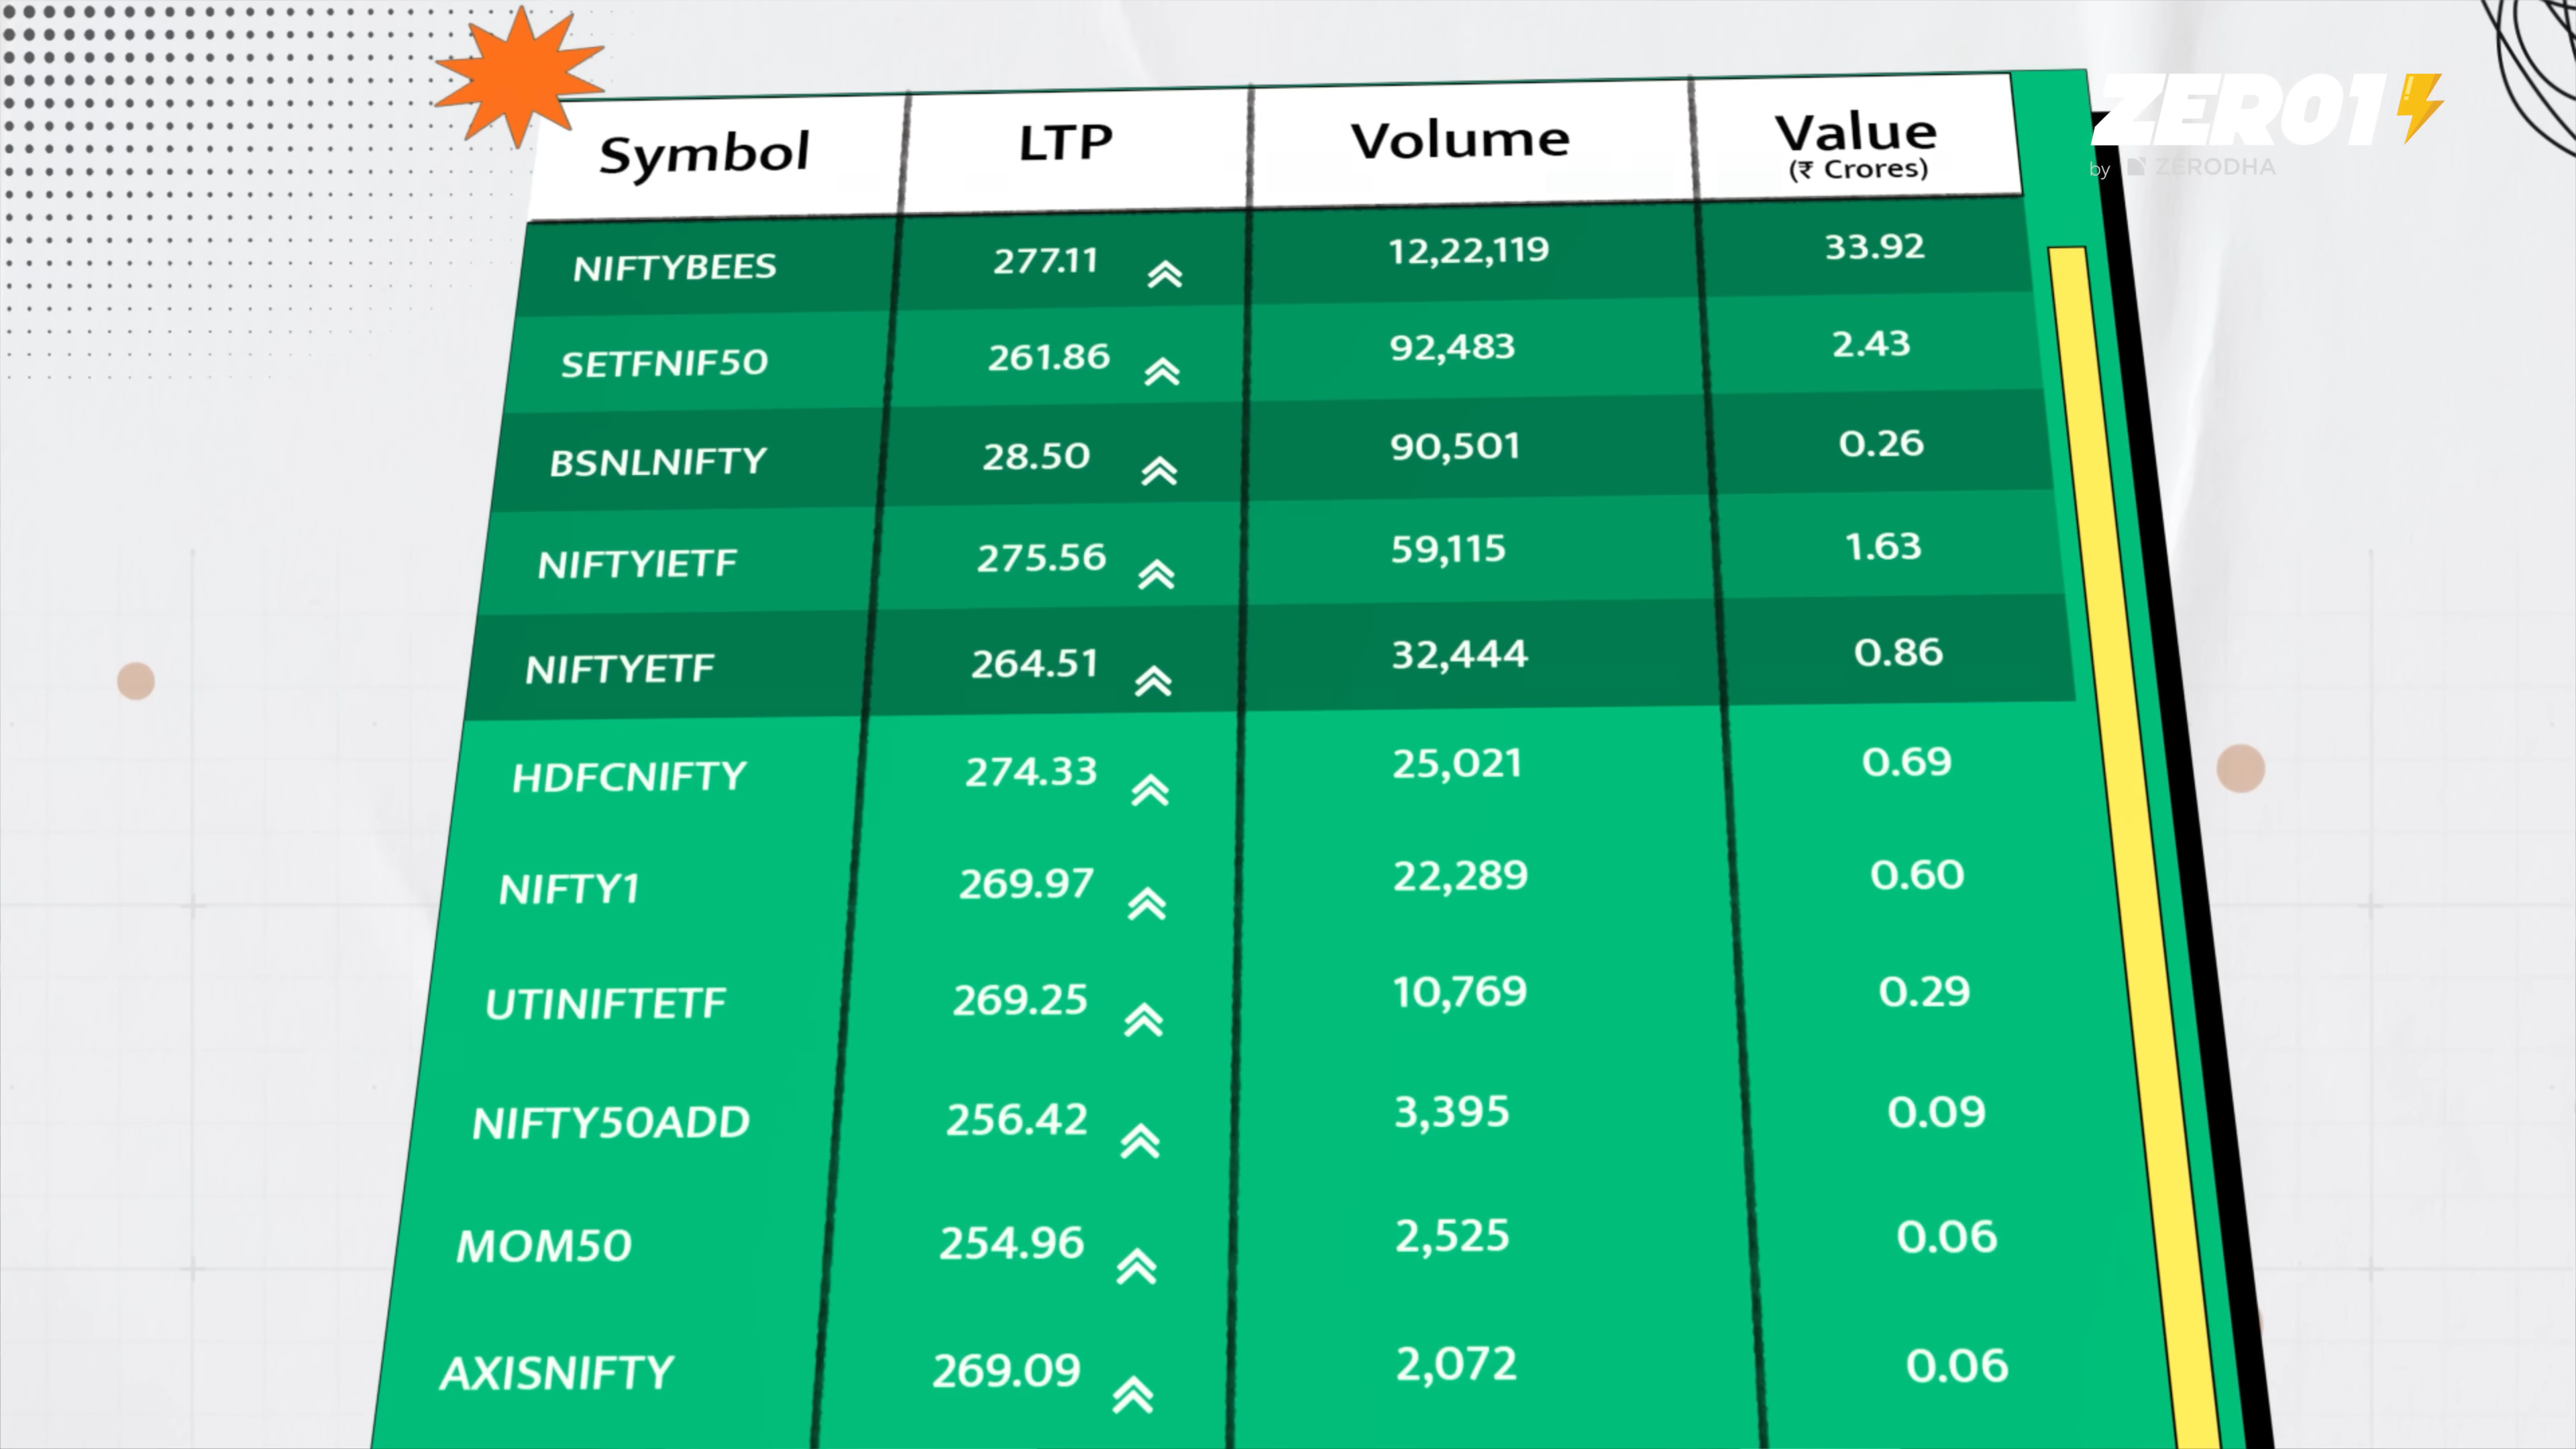 ZERO1
by ZERODHA
Symbol LTP Volume Value
(₹ Crores)
NIFTYBEES 277.11 12,22,119 33.92
SETFNIF50 261.86 92,483 2.43
BSNLNIFTY 28.50 90,501 0.26
NIFTYIETF 275.56 59,115 1.63
NIFTYETF 264.51 32,444 0.86
HDFCNIFTY 274.33 25,021 0.69
NIFTY1 269.97 22,289 0.60
UTINIFTETF 269.25 10,769 0.29
NIFTY50ADD 256.42 3,395 0.09
MOM50 254.96 2,525 0.06
AXISNIFTY 269.09 2,072 0.06